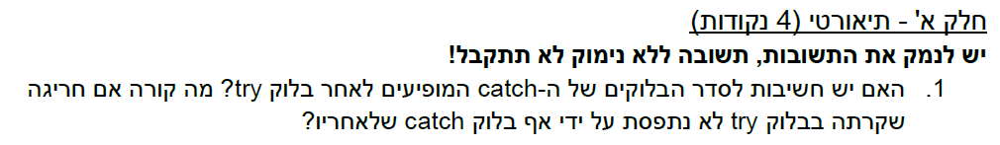 חלק א' - תיאורטי (4 נקודות)
יש לנמק את התשובות, תשובה ללא נימוק לא תתקבל!
1. האם יש חשיבות לסדר הבלוקים של ה-catch המופיעים לאחר בלוק try? מה קורה אם חריגה
שקרתה בבלוק try לא נתפסת על ידי אף בלוק catch שלאחריו?